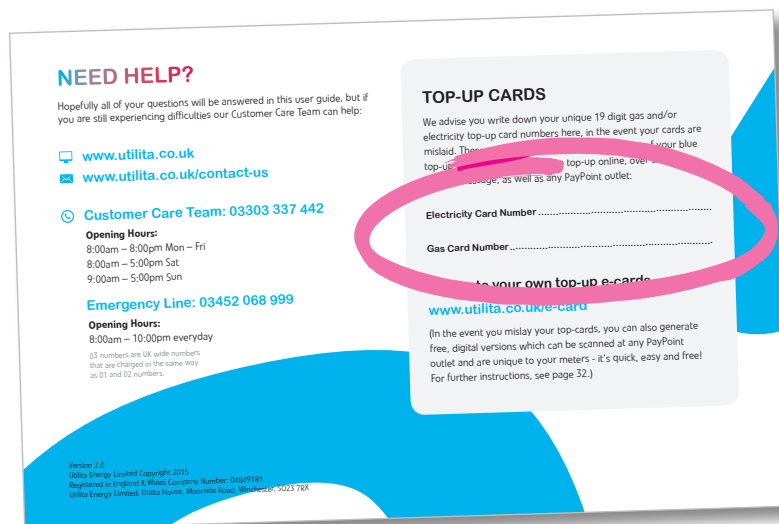 NEED HELP?
Hopefully all of your questions will be answered in this user guide, but if
you are still experiencing difficulties our Customer Care Team can help:
www.utilita.co.uk
www.utilita.co.uk/contact-us
Customer Care Team: 03303 337 442
Opening Hours:
8:00am – 8:00pm Mon – Fri
8:00am – 5:00pm Sat
9:00am – 5:00pm Sun
Emergency Line: 03452 068 999
Opening Hours:
8:00am – 10:00pm everyday
03 numbers are UK wide numbers
that are charged in the same way
as 01 and 02 numbers.
Version 2.0
Utilita Energy Limited Copyright 2015
Registered in England & Wales Company Number: 04849181
Utilita Energy Limited, Utilita House, Moorside Road, Winchester, SO23 7RX
TOP-UP CARDS
We advise you write down your unique 19 digit gas and/or
electricity top-up card numbers here, in the event your cards are
mislaid. your blue
top-up online,
as well as any PayPoint outlet:
Electricity Card Number
Gas Card Number
your own top-up e-cards
www.utilita.co.uk/e-card
(In the event you mislay your top-cards, you can also generate
free, digital versions which can be scanned at any PayPoint
outlet and are unique to your meters - it's quick, easy and free!
For further instructions, see page 32.)